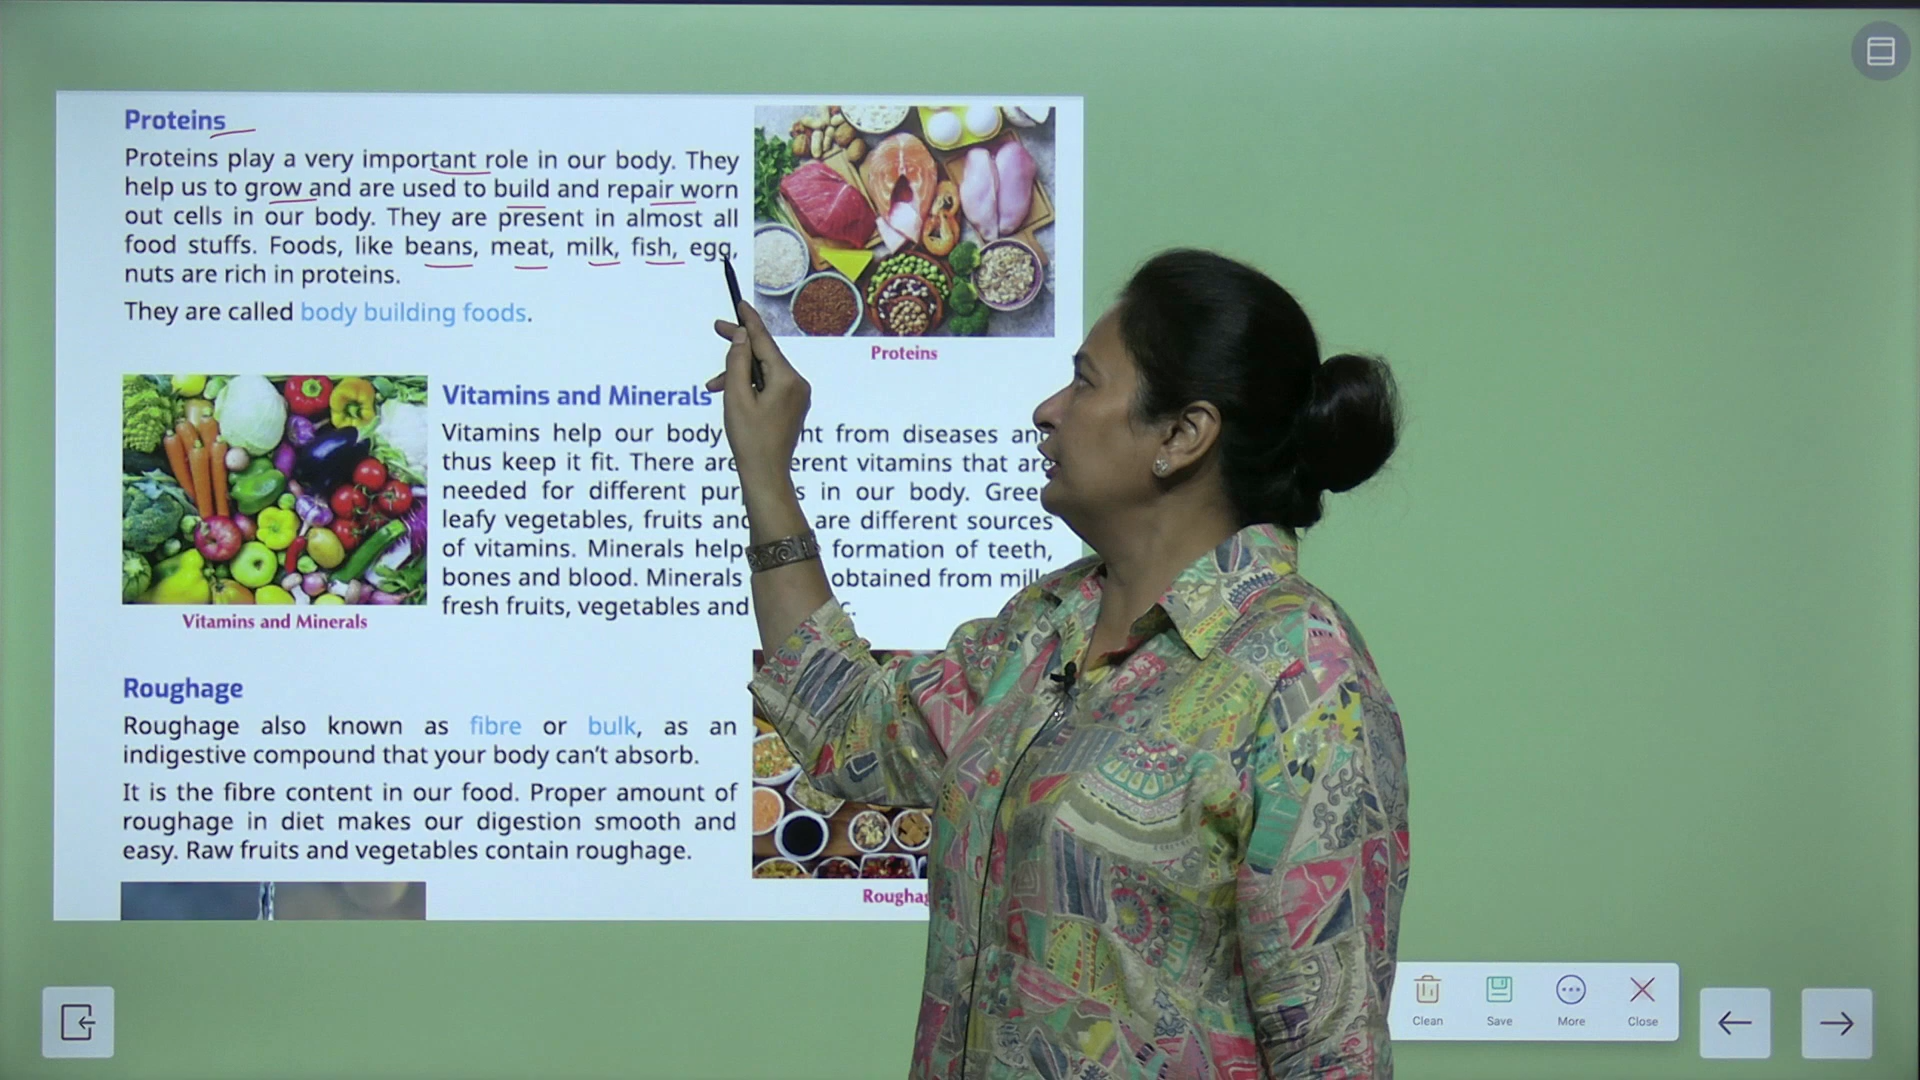 Proteins
Proteins play a very important role in our body. They
help us to grow and are used to build and repair worn
out cells in our body. They are present in almost all
food stuffs. Foods, like beans, meat, milk, fish, egg,
nuts are rich in proteins.
They are called body building foods.
Proteins
Vitamins and Minerals
Vitamins help our body from diseases and
thus keep it fit. There are vitamins that are
needed for different in our body. Green
leafy vegetables, fruits and are different sources
of vitamins. Minerals help formation of teeth,
bones and blood. Minerals obtained from milk
fresh fruits, vegetables and
Vitamins and Minerals
Roughage
Roughage also known as fibre or bulk, as an
indigestive compound that your body can't absorb.
It is the fibre content in our food. Proper amount of
roughage in diet makes our digestion smooth and
easy. Raw fruits and vegetables contain roughage.
Clean Save More Close